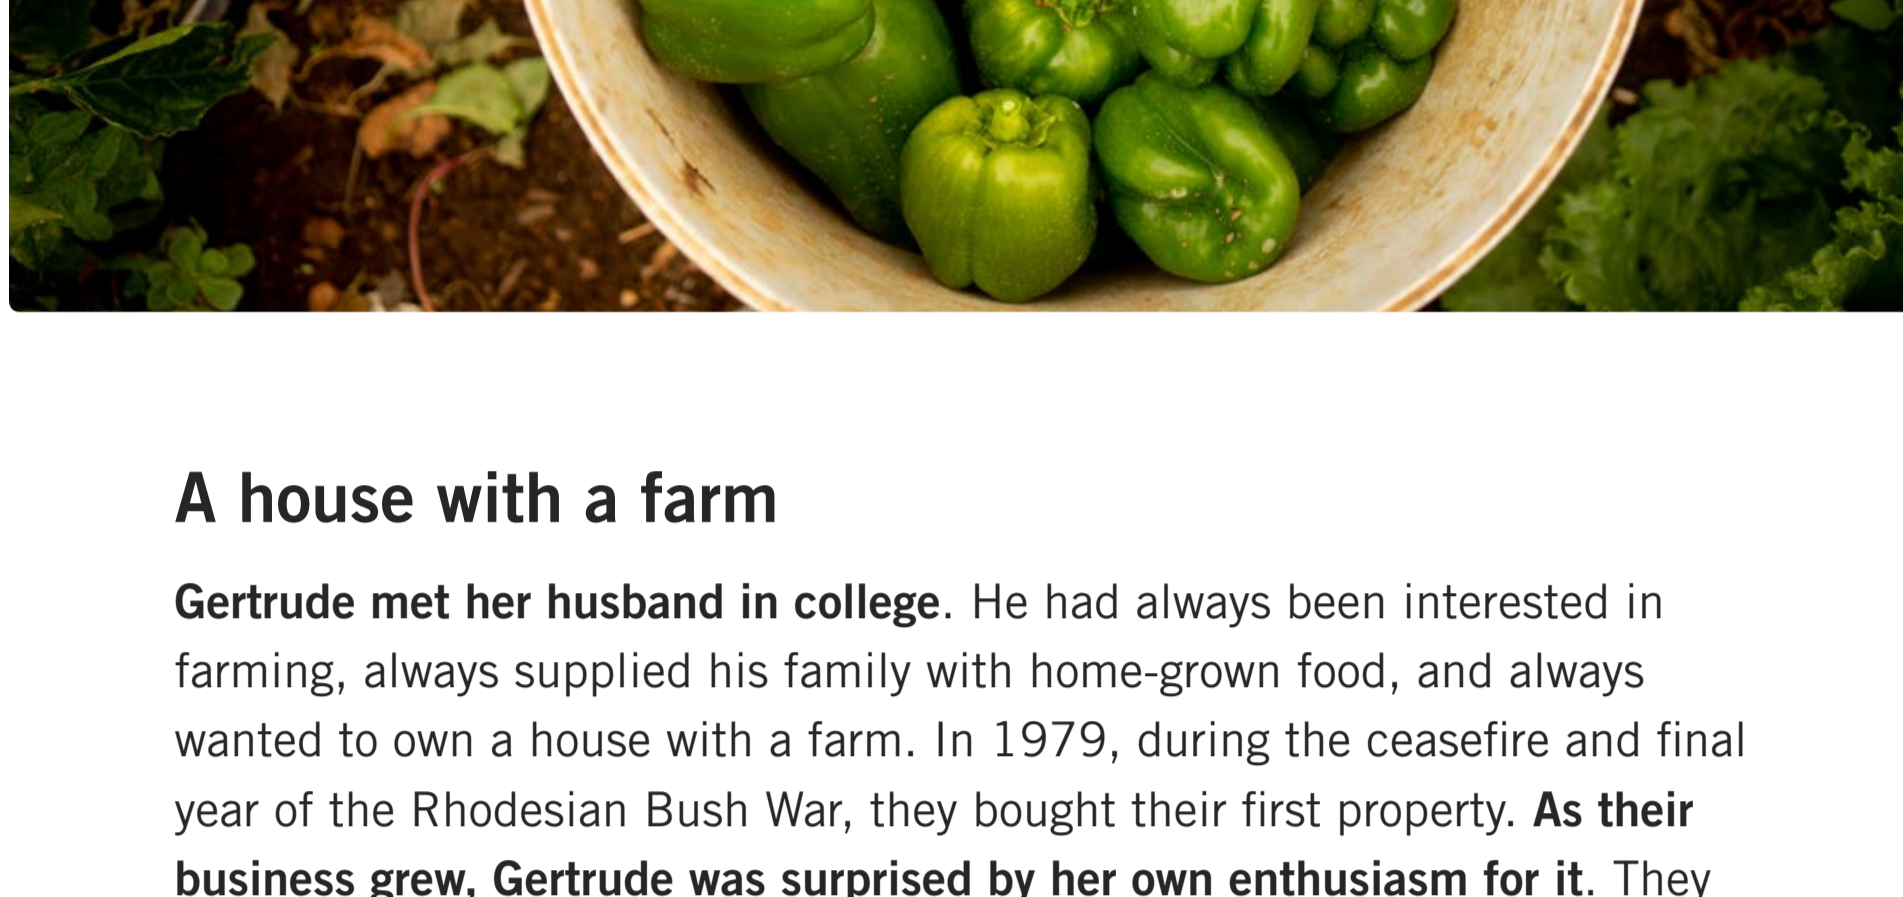 A house with a farm
Gertrude met her husband in college. He had always been interested in
farming, always supplied his family with home-grown food, and always
wanted to own a house with a farm. In 1979, during the ceasefire and final
year of the Rhodesian Bush War, they bought their first property. As their
business grew, Gertrude was surprised by her own enthusiasm for it. They